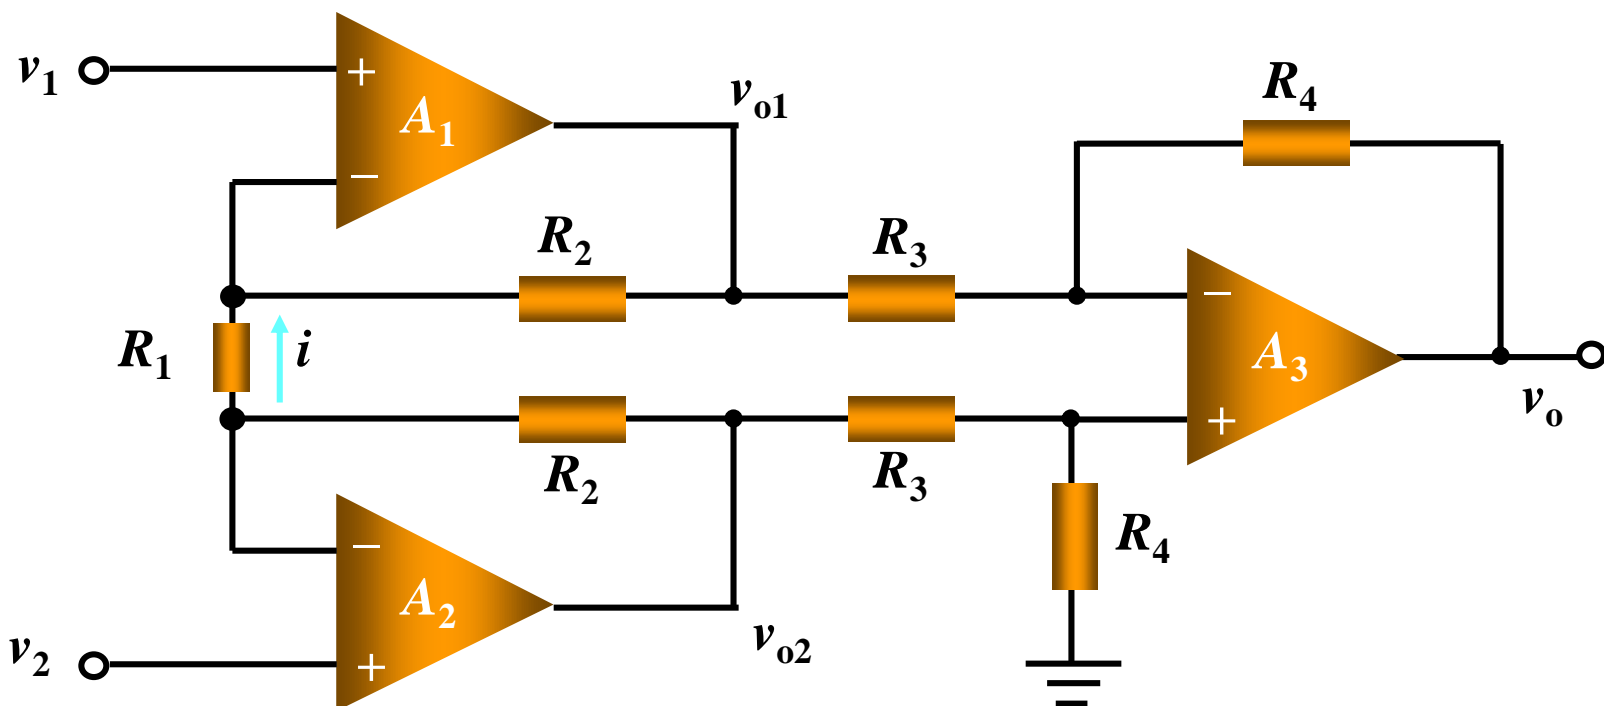 v1
+
A1
−
vo1
R4
R2
R3
−
R1
i
A3
vo
R2
R3
+
−
A2
R4
+
v2
vo2